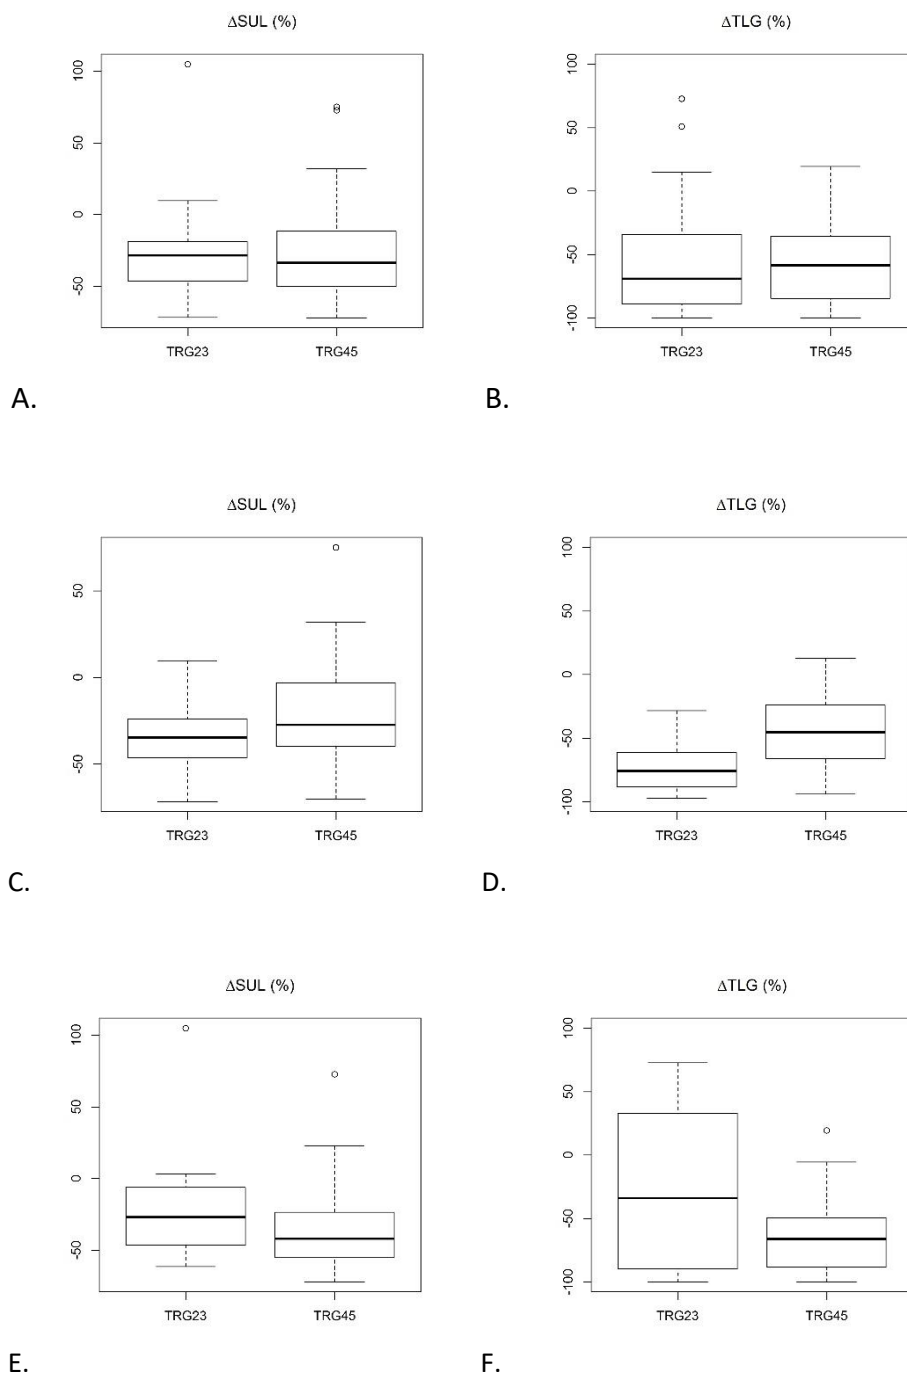 ΔSUL (%)
100
50
0
-50
TRG23 TRG45
A.
ΔTLG (%)
100
50
0
-50
-100
TRG23 TRG45
B.
ΔSUL (%)
50
0
-50
TRG23 TRG45
C.
ΔTLG (%)
100
50
0
-50
-100
TRG23 TRG45
D.
ΔSUL (%)
100
50
0
-50
TRG23 TRG45
E.
ΔTLG (%)
100
50
0
-50
-100
TRG23 TRG45
F.